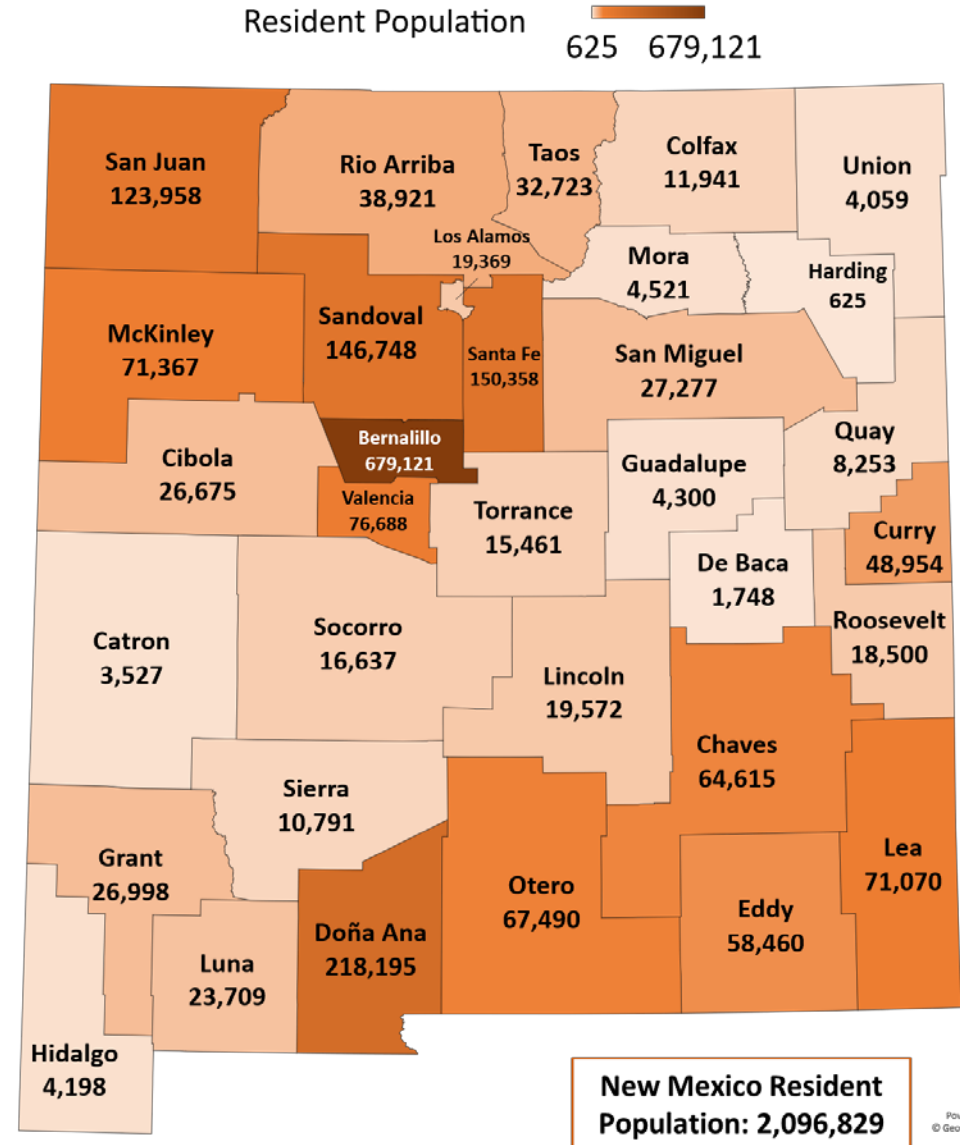 Resident Population
625 679,121
San Juan
123,958
Rio Arriba
38,921
Taos
32,723
Colfax
11,941
Union
4,059
Los Alamos
19,369
Mora
4,521
Harding
625
McKinley
71,367
Sandoval
146,748
Santa Fe
150,358
San Miguel
27,277
Cibola
26,675
Bernalillo
679,121
Valencia
76,688
Torrance
15,461
Guadalupe
4,300
Quay
8,253
Curry
48,954
De Baca
1,748
Roosevelt
18,500
Catron
3,527
Socorro
16,637
Lincoln
19,572
Chaves
64,615
Sierra
10,791
Grant
26,998
Otero
67,490
Lea
71,070
Eddy
58,460
Doña Ana
218,195
Luna
23,709
Hidalgo
4,198
New Mexico Resident
Population: 2,096,829
© Geo